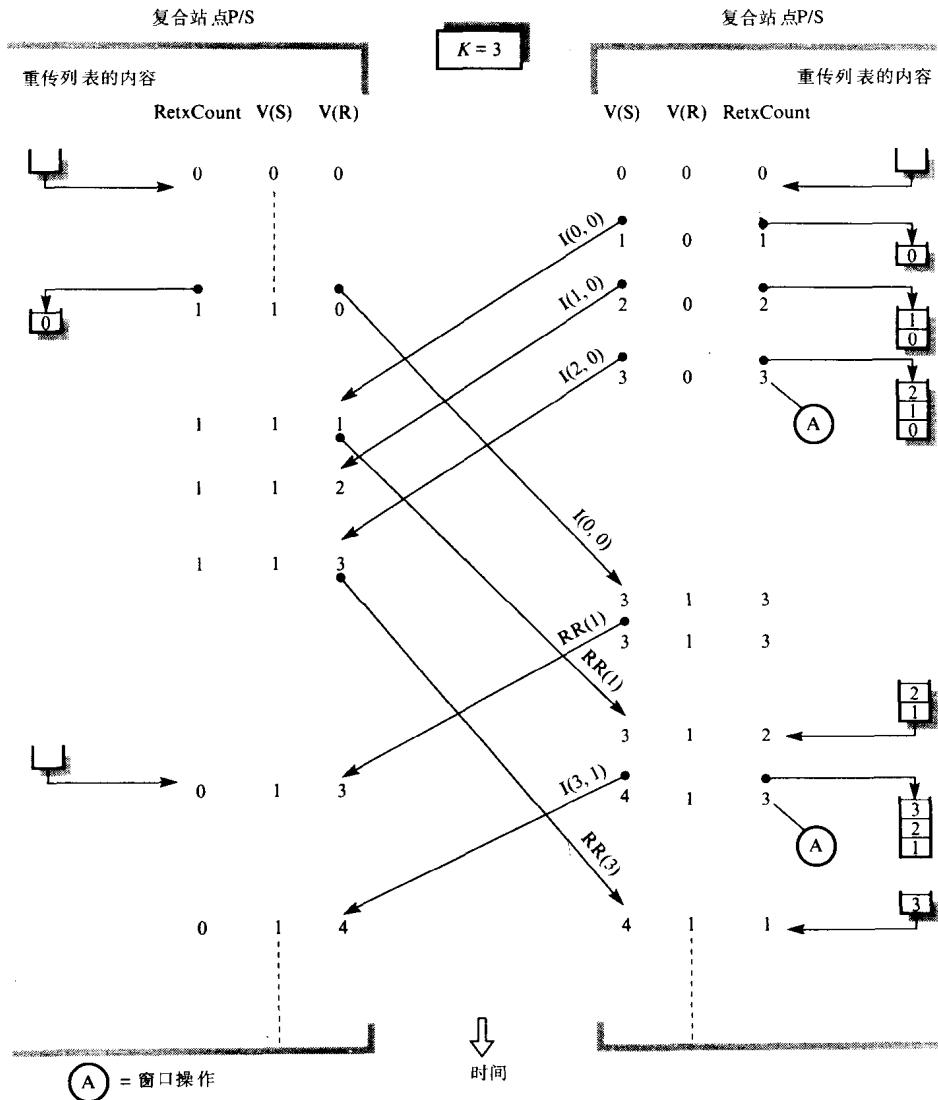 复合站点P/S
复合站点P/S
K = 3
重传列表的内容
重传列表的内容
RetxCount V(S) V(R)
V(S) V(R) RetxCount
0 0 0
0 0 0
I(0, 0)
1 0 1
0
0
1 1 0
I(1, 0)
2 0 2
1
0
I(2, 0)
3 0 3
A
2
1
0
1 1 1
1 1 2
I(0, 0)
1 1 3
3 1 3
RR(1)
3 1 3
RR(1)
2
1
3 1 2
0 1 3
I(3, 1)
4 1 3
A
3
2
1
RR(3)
3
0 1 4
4 1 1
A = 窗口操作
时间